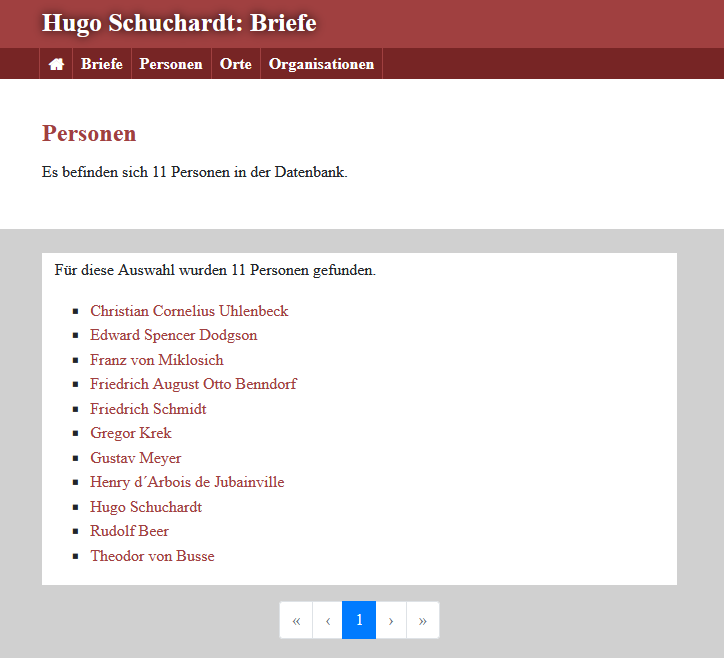 Hugo Schuchardt: Briefe
Briefe Personen Orte Organisationen
Personen
Es befinden sich 11 Personen in der Datenbank.
Für diese Auswahl wurden 11 Personen gefunden.
Christian Cornelius Uhlenbeck
Edward Spencer Dodgson
Franz von Miklosich
Friedrich August Otto Benndorf
Friedrich Schmidt
Gregor Krek
Gustav Meyer
Henry d´Arbois de Jubainville
Hugo Schuchardt
Rudolf Beer
Theodor von Busse
« ‹ 1 › »